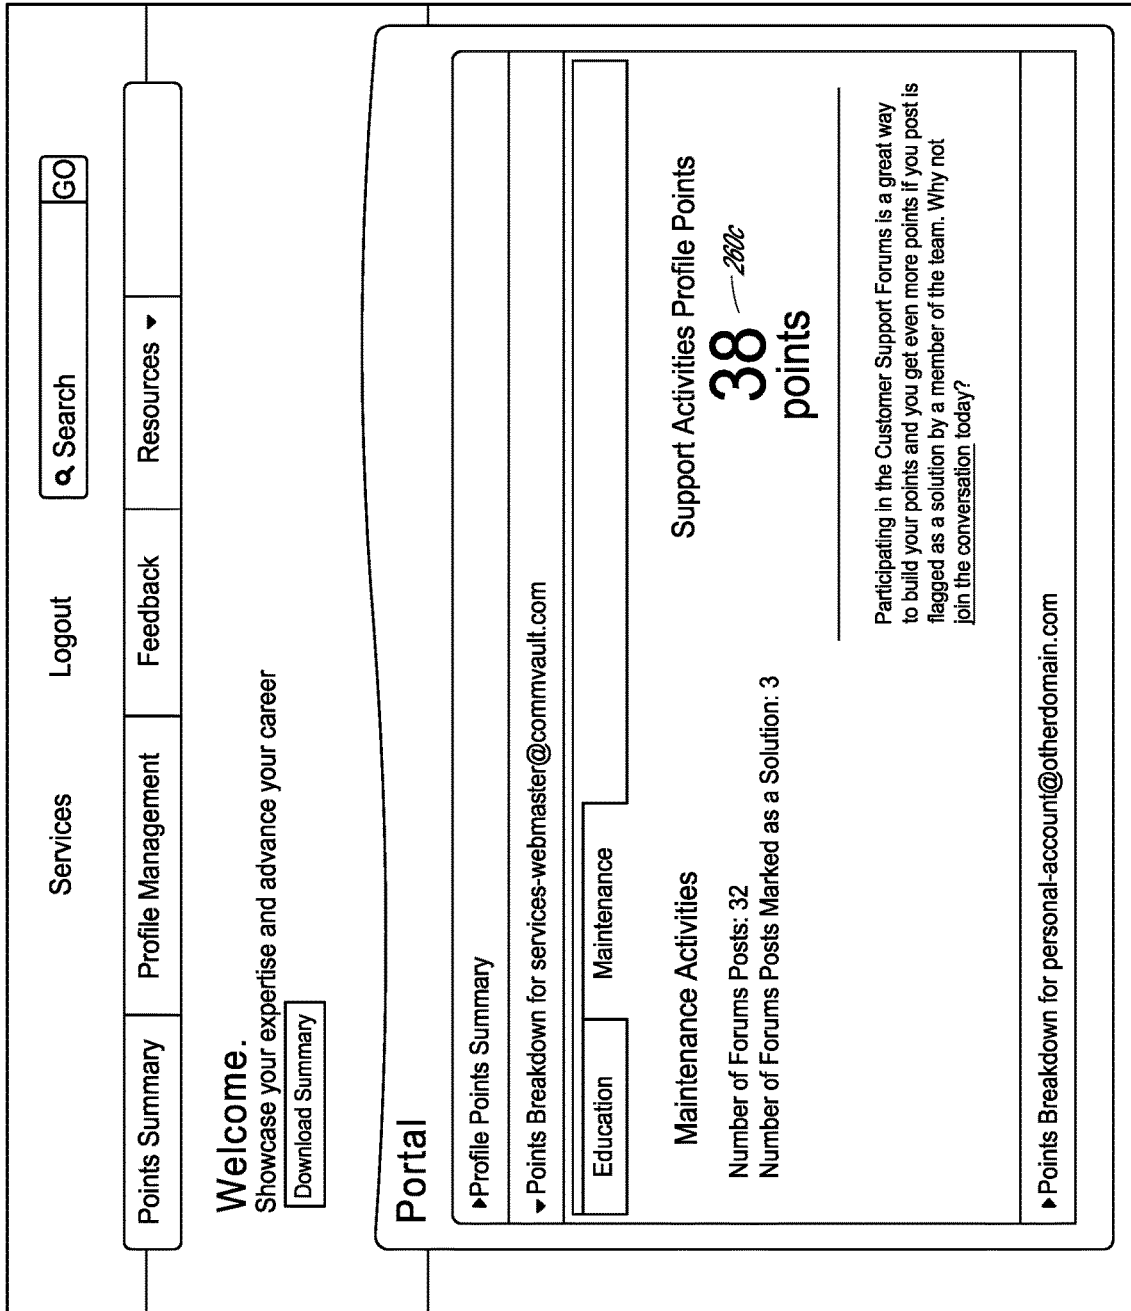 Services Logout Search GO
Points Summary Profile Management Feedback Resources
Welcome.
Showcase your expertise and advance your career
Download Summary
Portal
Profile Points Summary
Points Breakdown for services-webmaster@commvault.com
Education Maintenance
Maintenance Activities
Number of Forums Posts: 32
Number of Forums Posts Marked as a Solution: 3
Support Activities Profile Points
38 260c
points
Participating in the Customer Support Forums is a great way
to build your points and you get even more points if you post is
flagged as a solution by a member of the team. Why not
join the conversation today?
Points Breakdown for personal-account@otherdomain.com